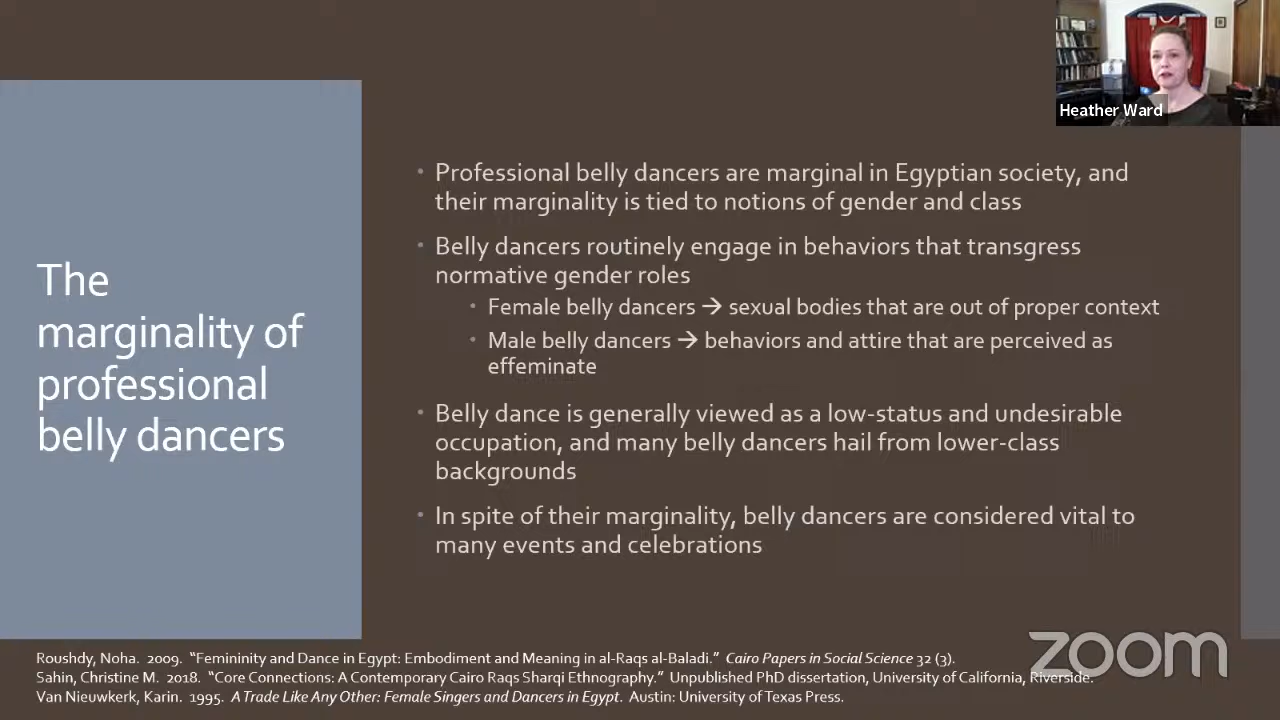 Heather Ward
The
marginality of
professional
belly dancers
• Professional belly dancers are marginal in Egyptian society, and
their marginality is tied to notions of gender and class
• Belly dancers routinely engage in behaviors that transgress
normative gender roles
• Female belly dancers → sexual bodies that are out of proper context
• Male belly dancers → behaviors and attire that are perceived as
effeminate
• Belly dance is generally viewed as a low-status and undesirable
occupation, and many belly dancers hail from lower-class
backgrounds
• In spite of their marginality, belly dancers are considered vital to
many events and celebrations
Roushdy, Noha. 2009. “Femininity and Dance in Egypt: Embodiment and Meaning in al-Raqs al-Baladi.” Cairo Papers in Social Science 32 (3).
Sahin, Christine M. 2018. “Core Connections: A Contemporary Cairo Raqs Sharqi Ethnography.” Unpublished PhD dissertation, University of California, Riverside.
Van Nieuwkerk, Karin. 1995. A Trade Like Any Other: Female Singers and Dancers in Egypt. Austin: University of Texas Press.
zoom